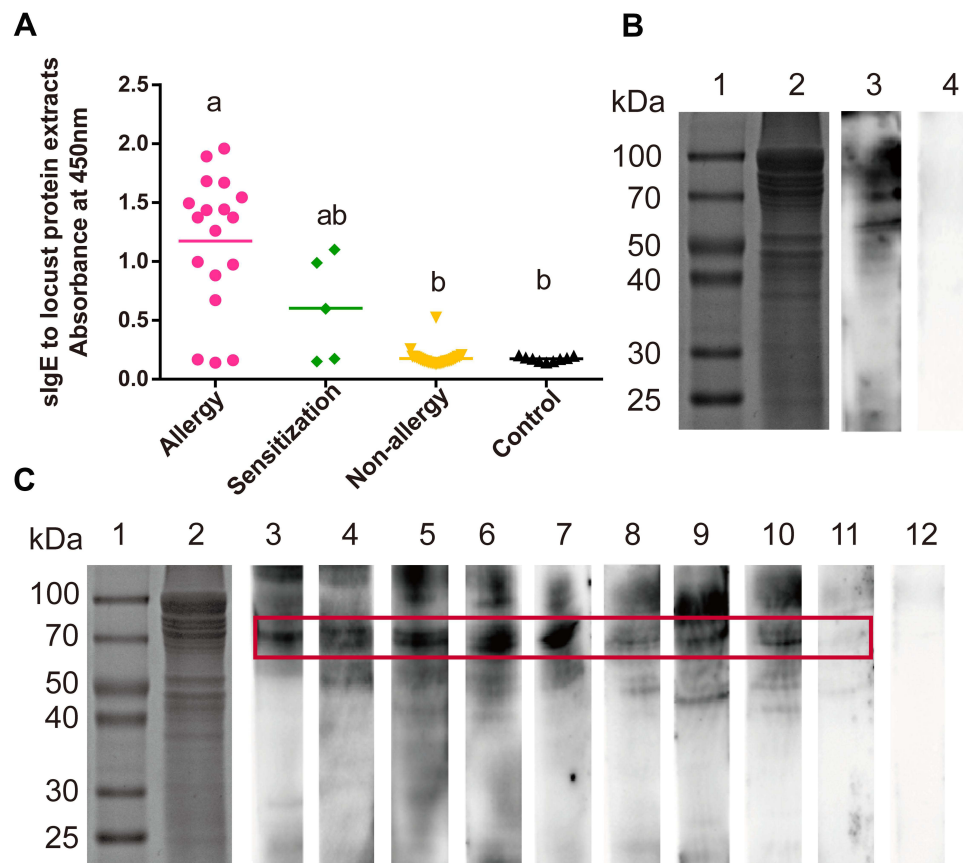 A
sIgE to locust protein extracts
Absorbance at 450nm
2.5
2.0
1.5
1.0
0.5
0.0
a
ab
b
b
Allergy
Sensitization
Non-allergy
Control
B
kDa
1 2 3 4
100
70
50
40
30
25
C
kDa 1 2 3 4 5 6 7 8 9 10 11 12
100
70
50
40
30
25